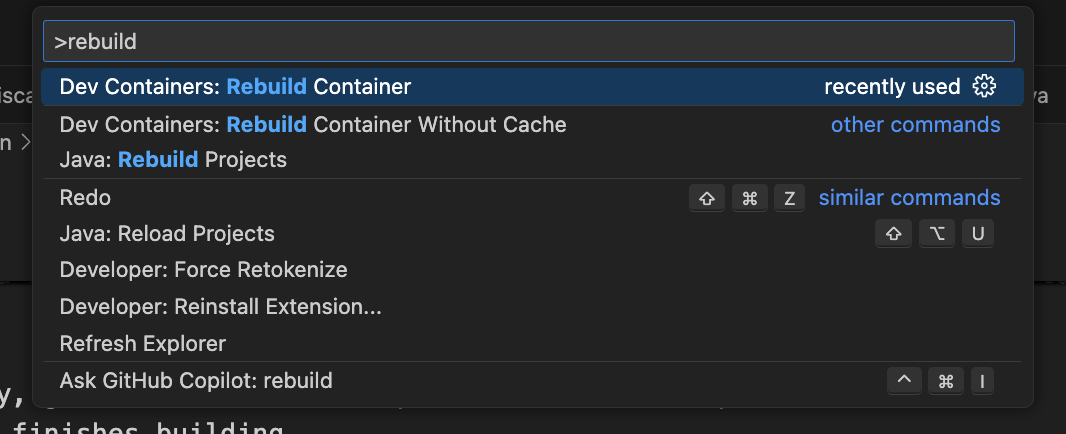 >rebuild
Dev Containers: Rebuild Container recently used
isca
va
Dev Containers: Rebuild Container Without Cache other commands
n >
Java: Rebuild Projects
Redo ⇧ ⌘ Z similar commands
Java: Reload Projects ⇧ ⌥ U
Developer: Force Retokenize
Developer: Reinstall Extension...
Refresh Explorer
Ask GitHub Copilot: rebuild ^ ⌘ I
y,
finishes building